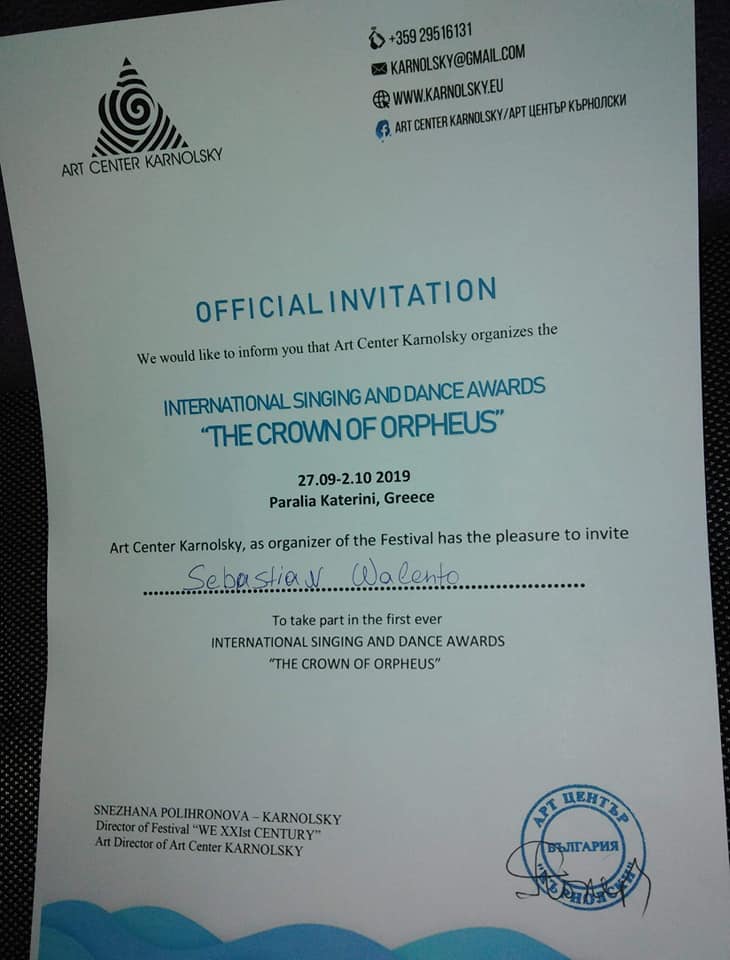 ART CENTER KARNOLSKY
+359 29516131
KARNOLSKY@GMAIL.COM
WWW.KARNOLSKY.EU
ART CENTER KARNOLSKY/АРТ ЦЕНТЪР КЪРНОЛСКИ
OFFICIAL INVITATION
We would like to inform you that Art Center Karnolsky organizes the
INTERNATIONAL SINGING AND DANCE AWARDS
“THE CROWN OF ORPHEUS”
27.09-2.10 2019
Paralia Katerini, Greece
Art Center Karnolsky, as organizer of the Festival has the pleasure to invite
Sebastian Walento
To take part in the first ever
INTERNATIONAL SINGING AND DANCE AWARDS
“THE CROWN OF ORPHEUS”
SNEZHANA POLIHRONOVA – KARNOLSKY
Director of Festival “WE XXIst CENTURY”
Art Director of Art Center KARNOLSKY
АРТ ЦЕНТЪР
БЪЛГАРИЯ
"КЪРНОЛСКИ"